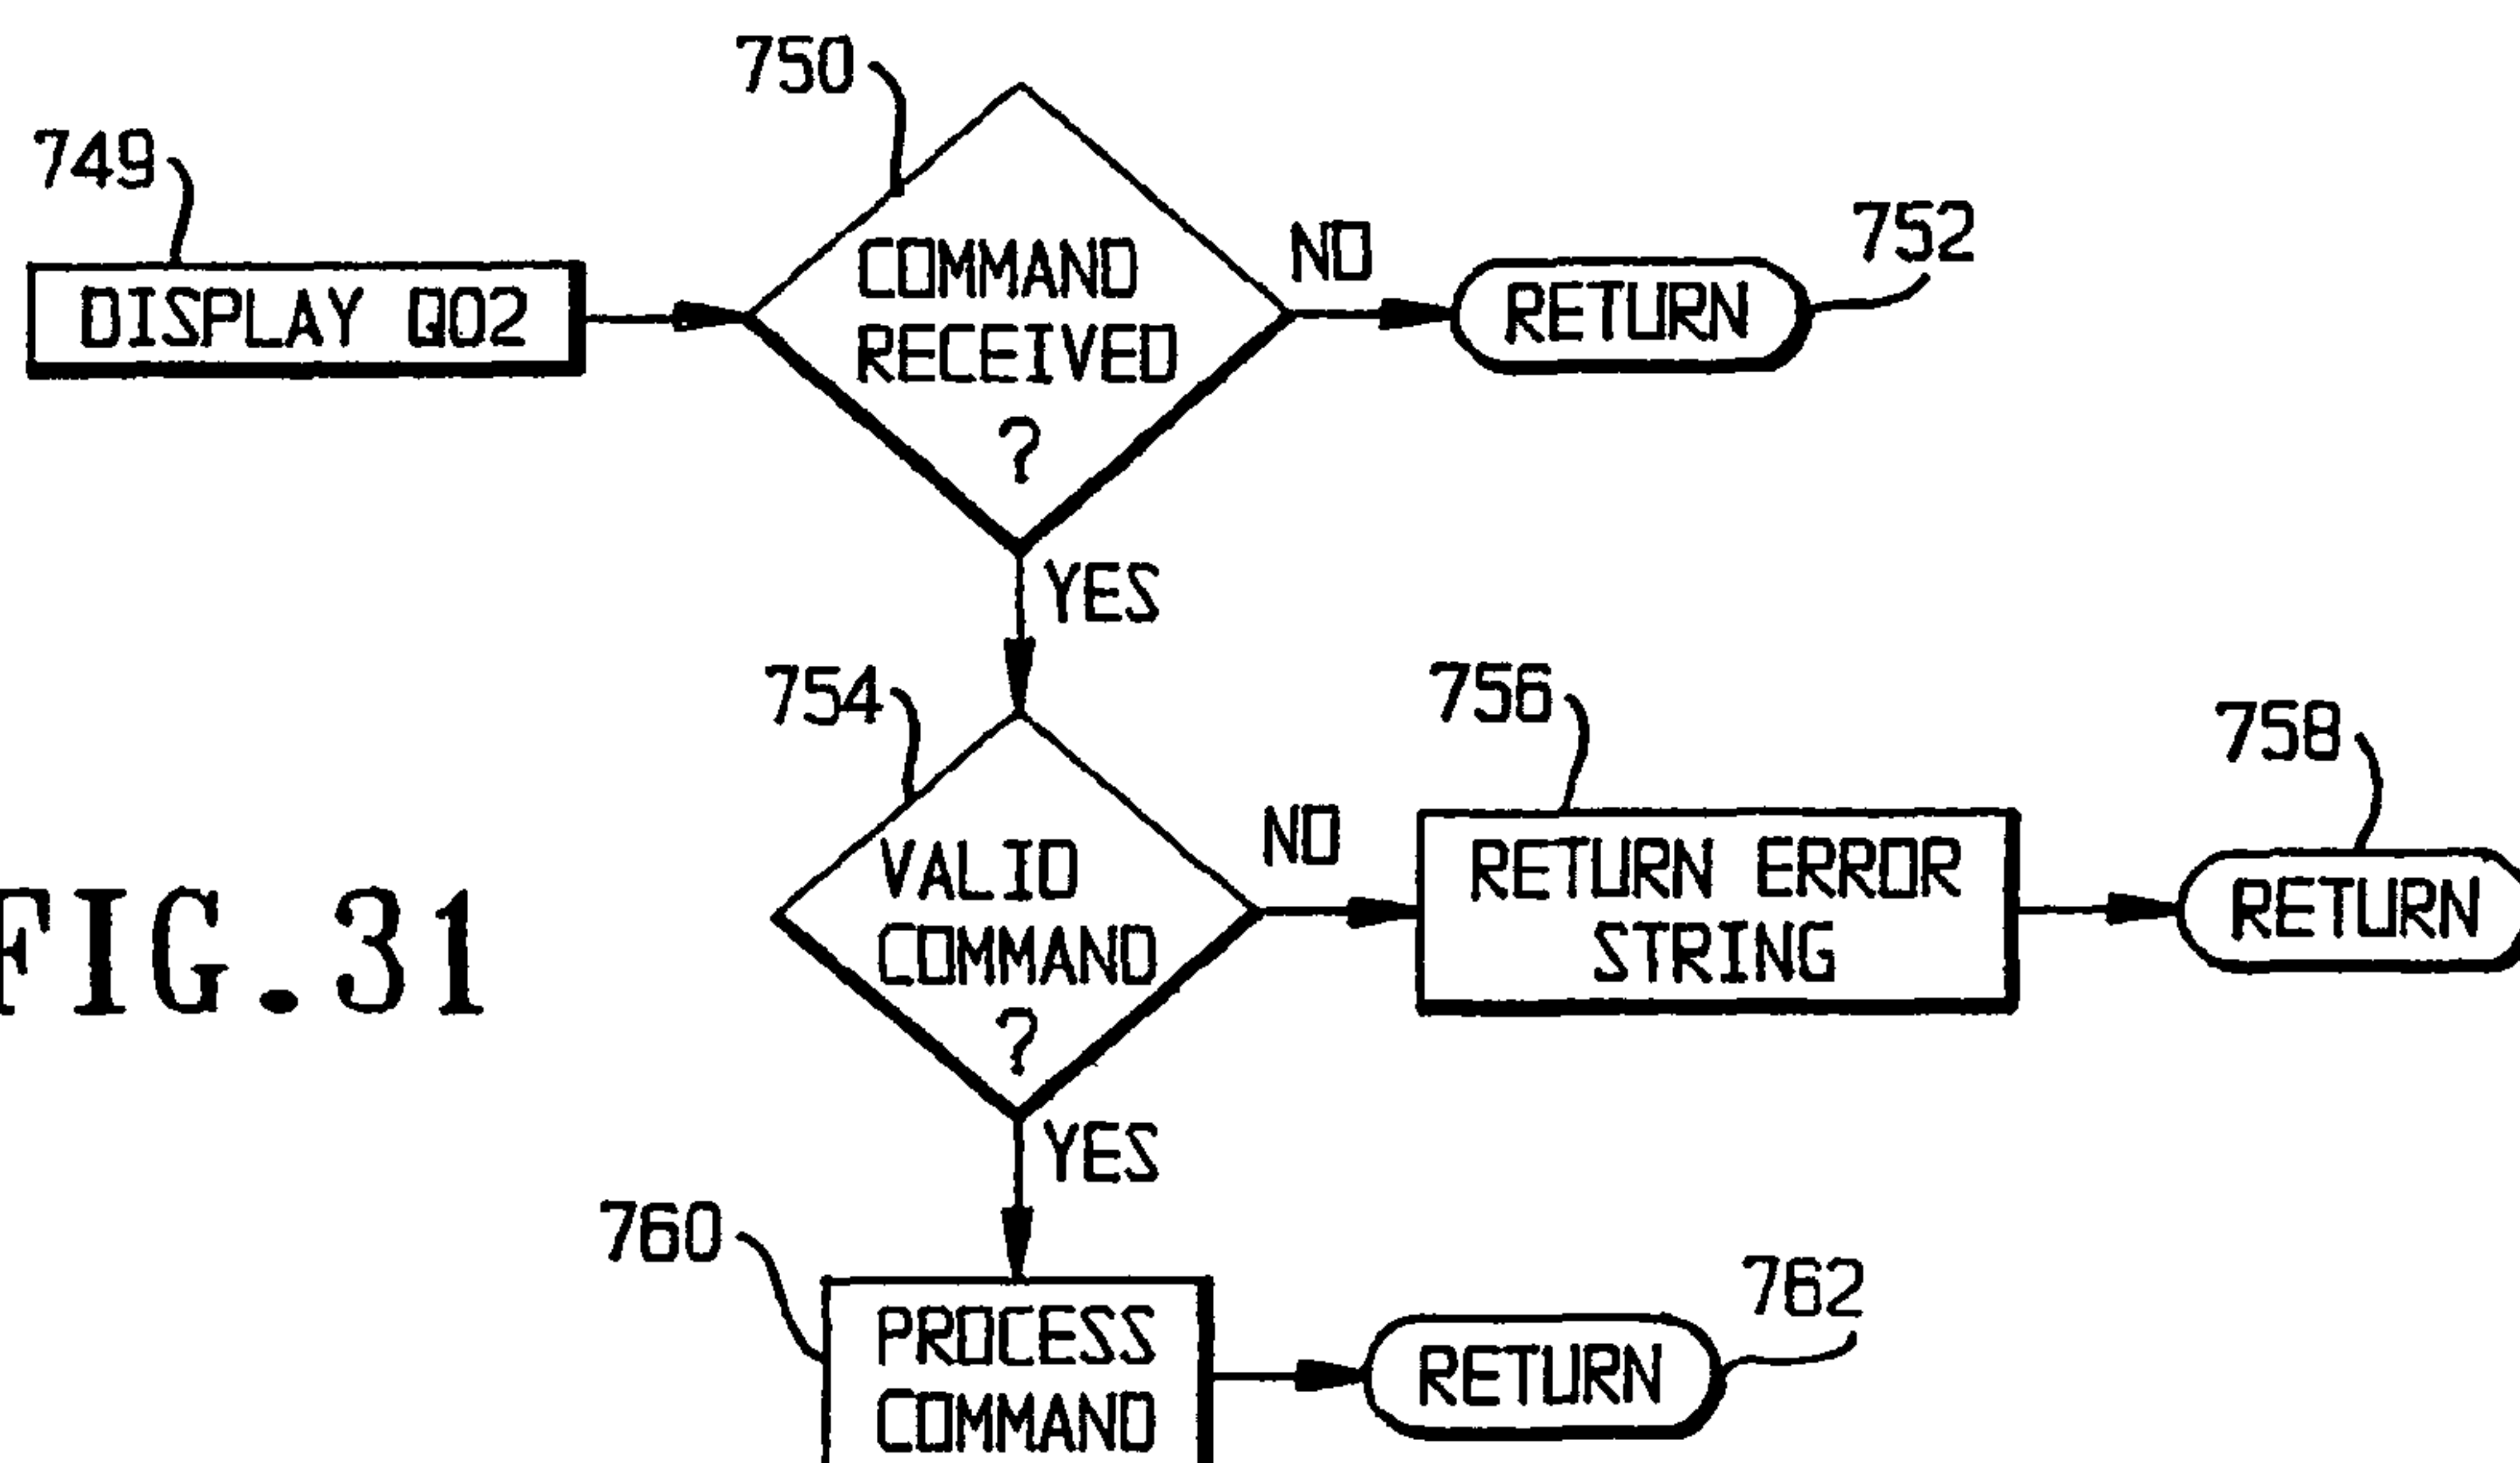 750
749
COMMAND
RECEIVED
?
NO
752
DISPLAY Q02
RETURN
YES
754
756
758
VALID
COMMAND
?
NO
RETURN ERROR
STRING
RETURN
FIG.31
YES
760
762
PROCESS
COMMAND
RETURN